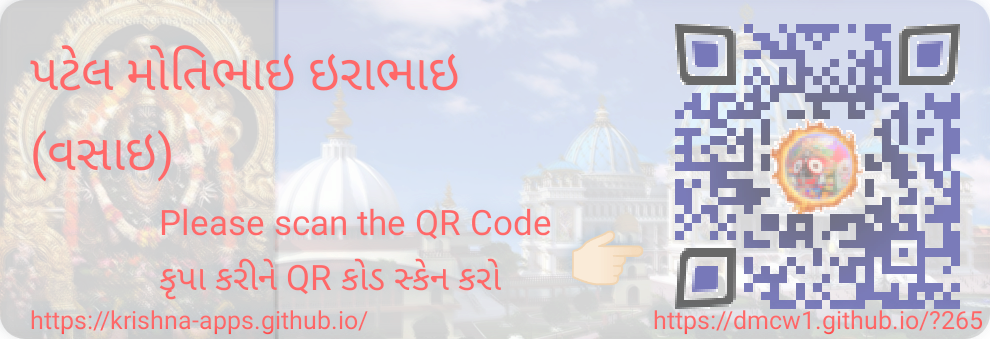 પટેલ મોતિભાઇ ઇરાભાઇ
(વસાઇ)
Please scan the QR Code
કૃપા કરીને QR કોડ સ્કેન કરો
https://krishna-apps.github.io/
https://dmcw1.github.io/?265